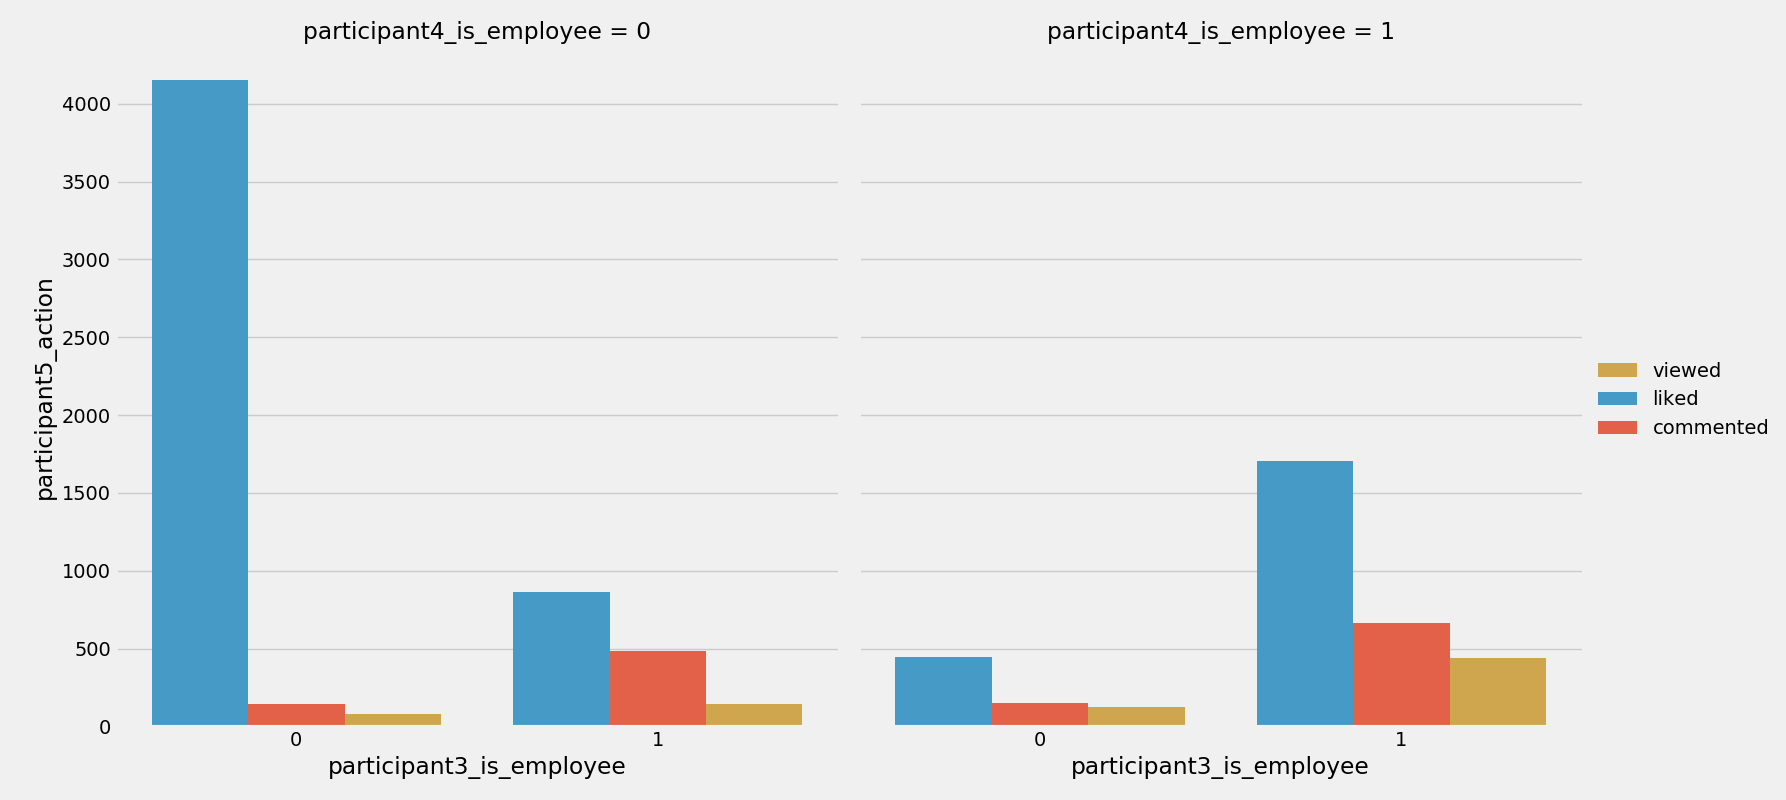 participant4_is_employee = 0
participant4_is_employee = 1
participant5_action
4000
3500
3000
2500
2000
1500
1000
500
0
0
1
0
1
participant3_is_employee
participant3_is_employee
viewed
liked
commented